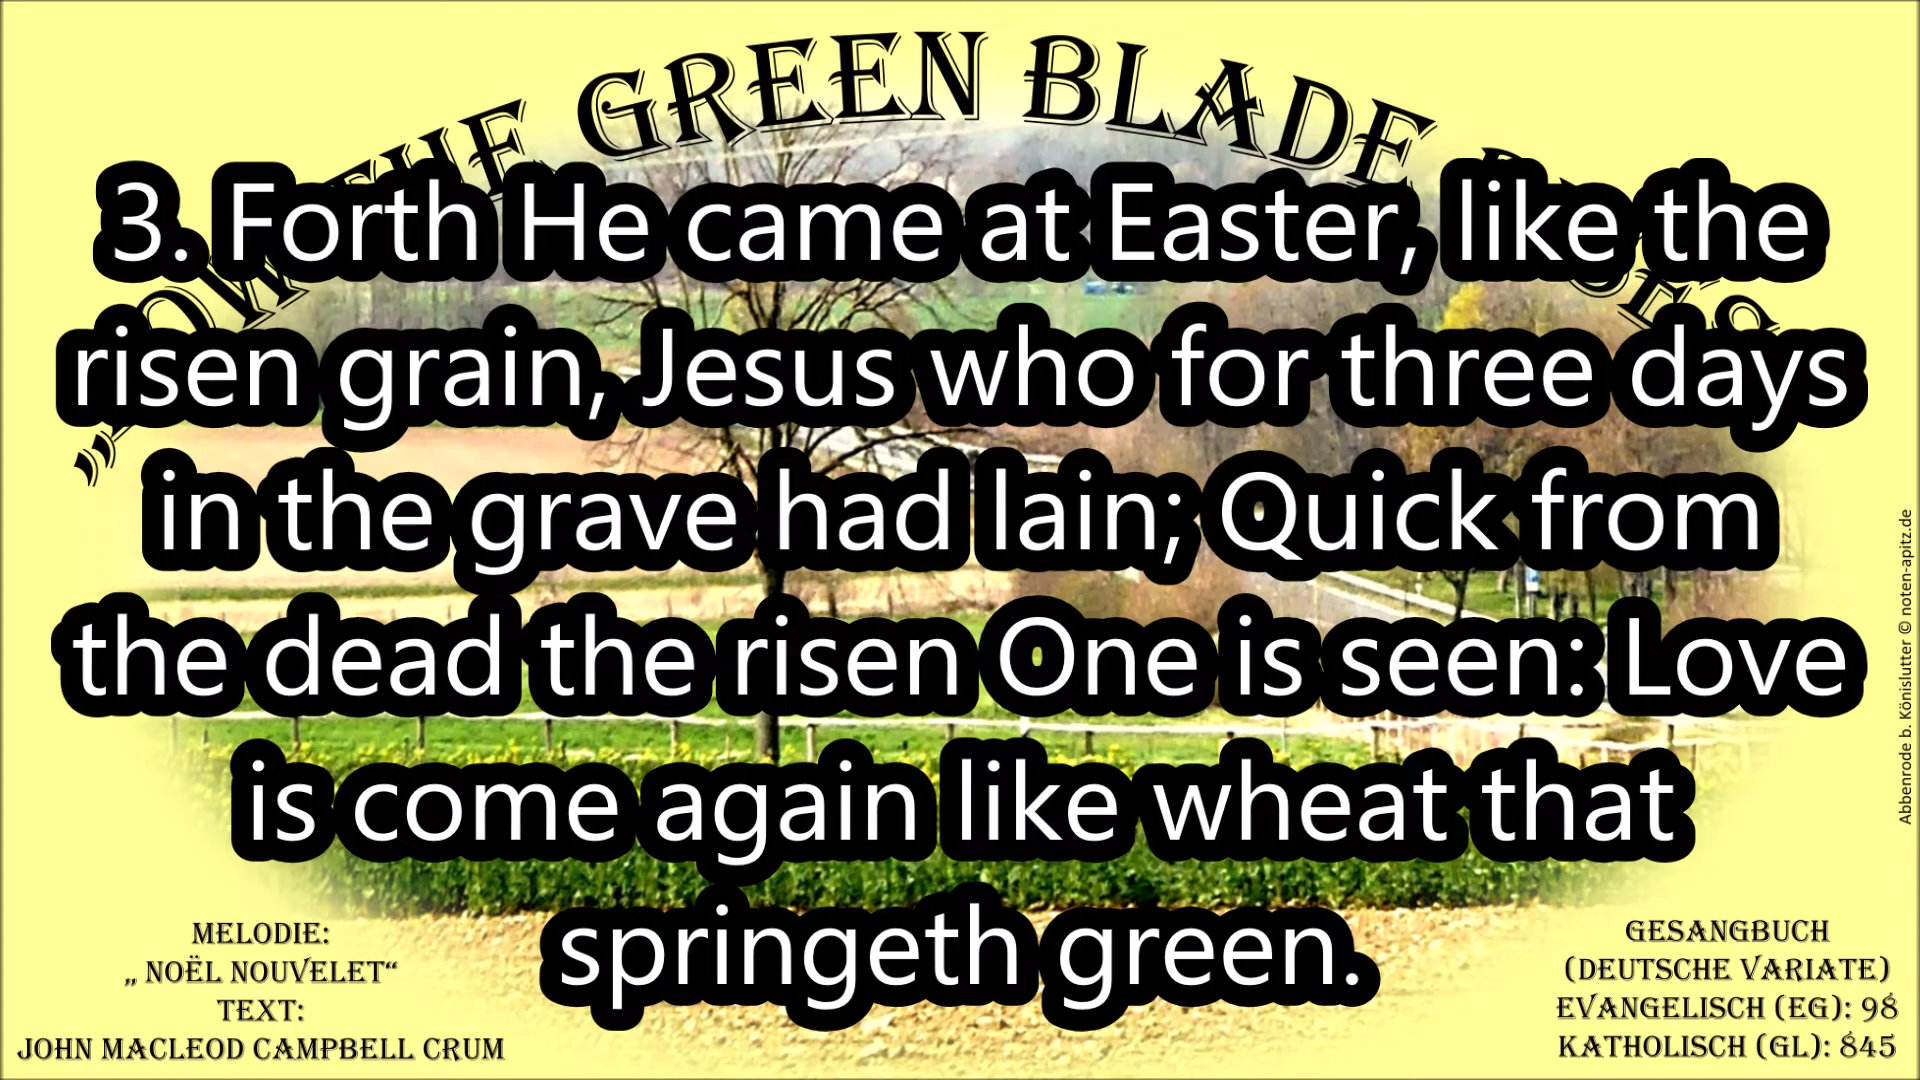 „NOW THE GREEN BLADE RISES
3. Forth He came at Easter, like the
risen grain, Jesus who for three days
in the grave had lain; Quick from
the dead the risen One is seen: Love
is come again like wheat that
springeth green.
MELODIE:
„ NOËL NOUVELET“
TEXT:
JOHN MACLEOD CAMPBELL CRUM
GESANGBUCH
(DEUTSCHE VARIATE)
EVANGELISCH (EG): 98
KATHOLISCH (GL): 845
Abbenrode b. Könislutter © noten-apitz.de